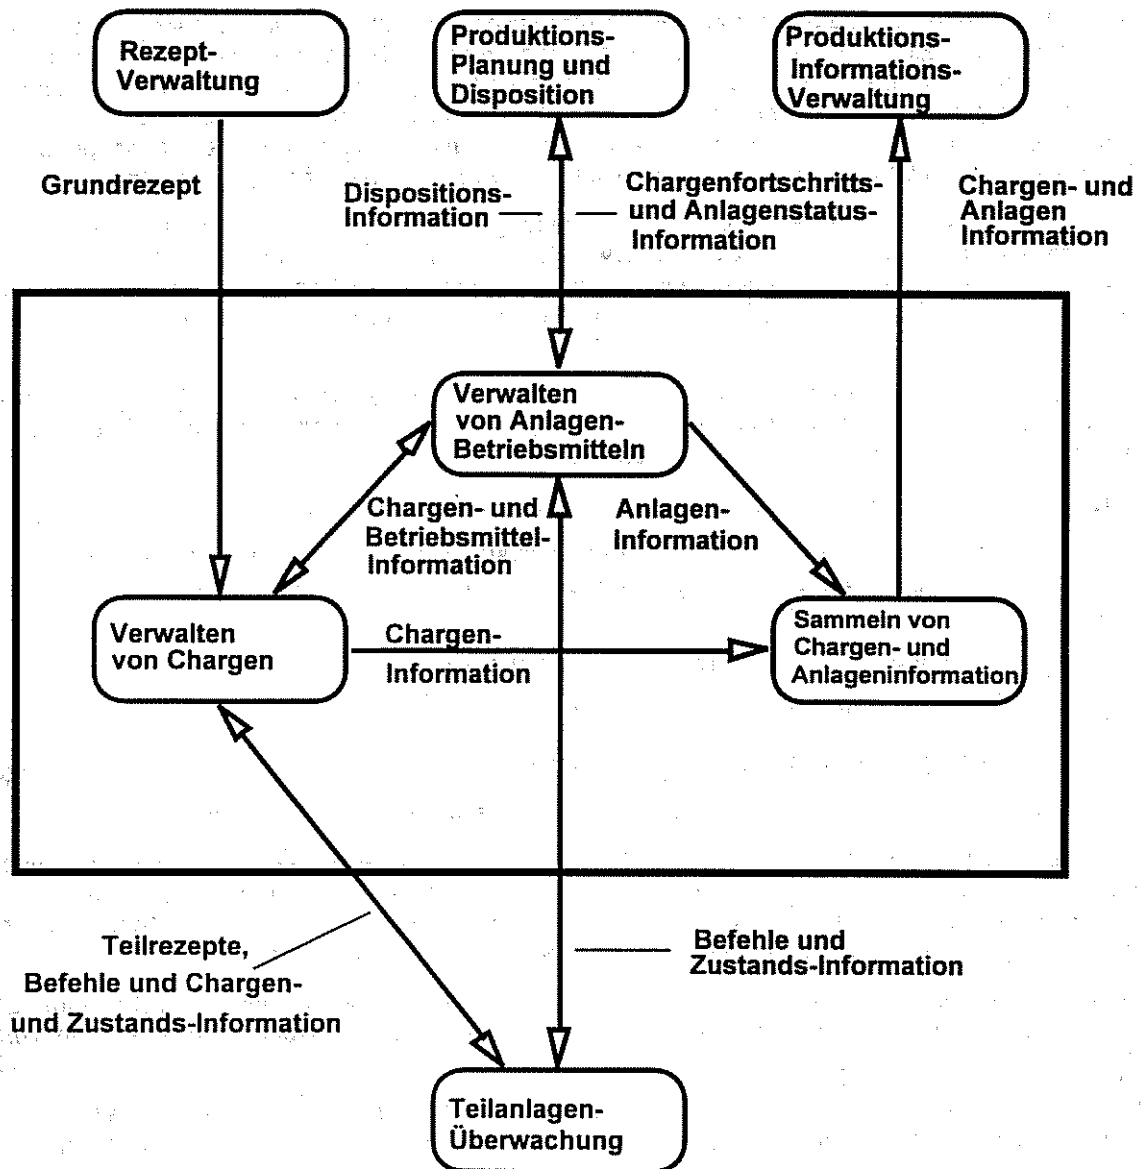 Rezept-
Verwaltung
Produktions-
Planung und
Disposition
Produktions-
Informations-
Verwaltung
Grundrezept
Dispositions-
Information
Chargenfortschritts-
und Anlagenstatus-
Information
Chargen- und
Anlagen
Information
Verwalten
von Anlagen-
Betriebsmitteln
Chargen- und
Betriebsmittel-
Information
Anlagen-
Information
Verwalten
von Chargen
Chargen-
Information
Sammeln von
Chargen- und
Anlageninformation
Teilrezepte,
Befehle und Chargen-
und Zustands-Information
Befehle und
Zustands-Information
Teilanlagen-
Überwachung